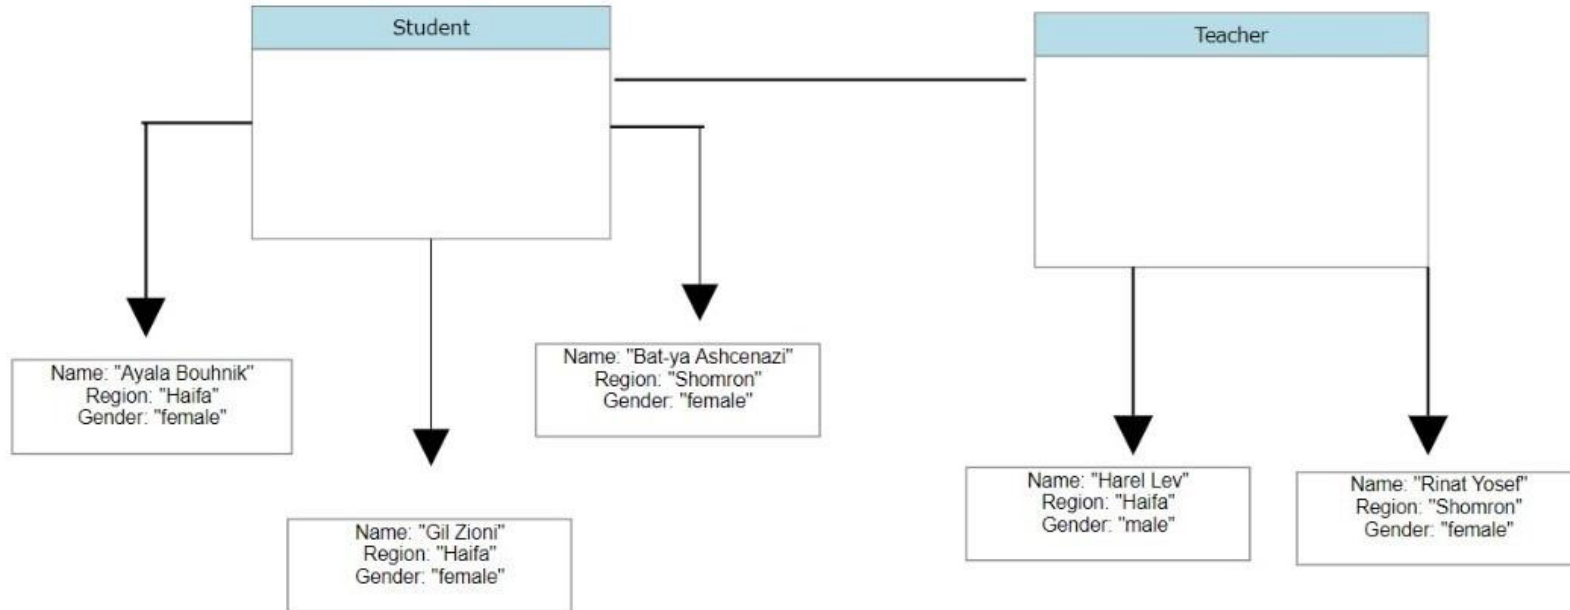 Student
Teacher
Name: "Ayala Bouhnik"
Region: "Haifa"
Gender: "female"
Name: "Gil Zioni"
Region: "Haifa"
Gender: "female"
Name: "Bat-ya Ashcenazi"
Region: "Shomron"
Gender: "female"
Name: "Harel Lev"
Region: "Haifa"
Gender: "male"
Name: "Rinat Yosef"
Region: "Shomron"
Gender: "female"